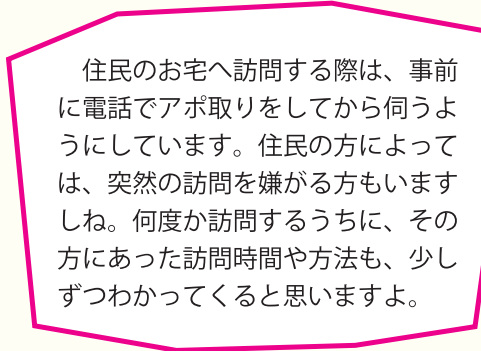 住民のお宅へ訪問する際は、事前
に電話でアポ取りをしてから伺うよ
うにしています。住民の方によって
は、突然の訪問を嫌がる方もいます
しね。何度か訪問するうちに、その
方にあった訪問時間や方法も、少し
ずつわかってくると思いますよ。